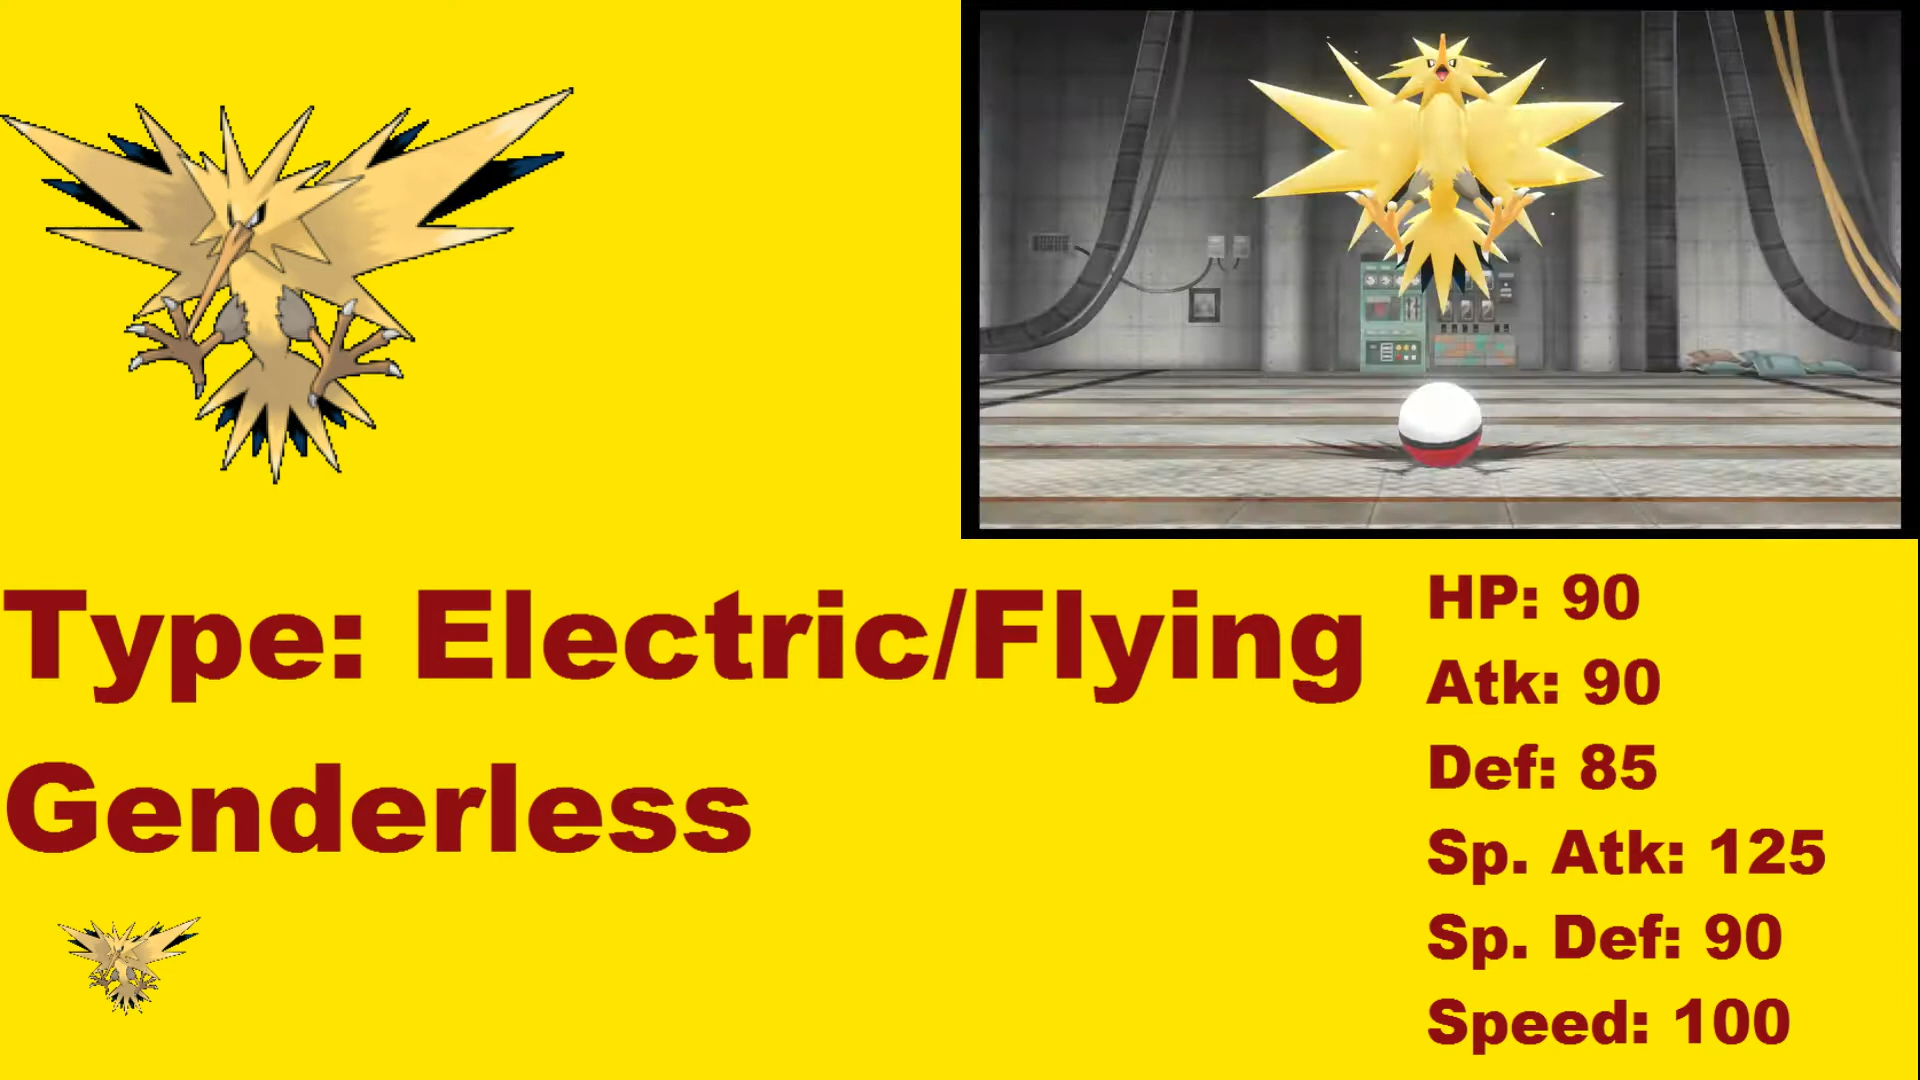 Type: Electric/Flying
Genderless
HP: 90
Atk: 90
Def: 85
Sp. Atk: 125
Sp. Def: 90
Speed: 100